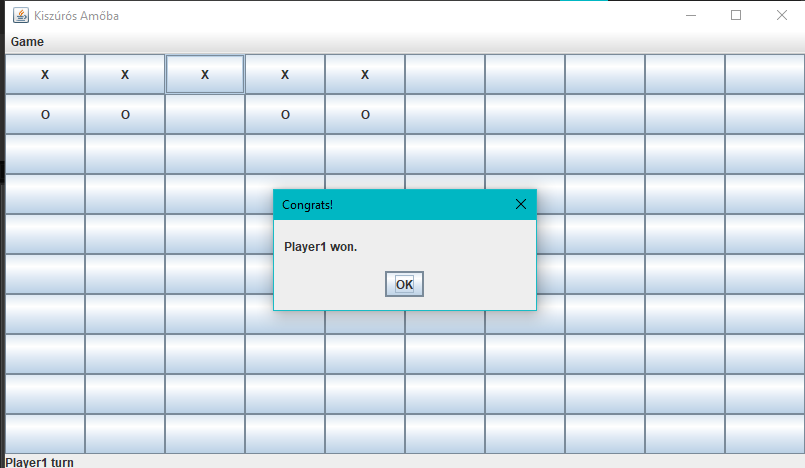 Kiszúrós Amőba
Game
X X X X X
O O O O
Congrats!
Player1 won.
OK
Player1 turn